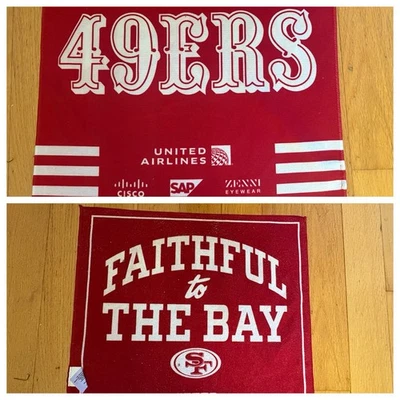 49ERS
UNITED
AIRLINES
CISCO SAP ZENNI
EYEWEAR
FAITHFUL
to
THE BAY
SF